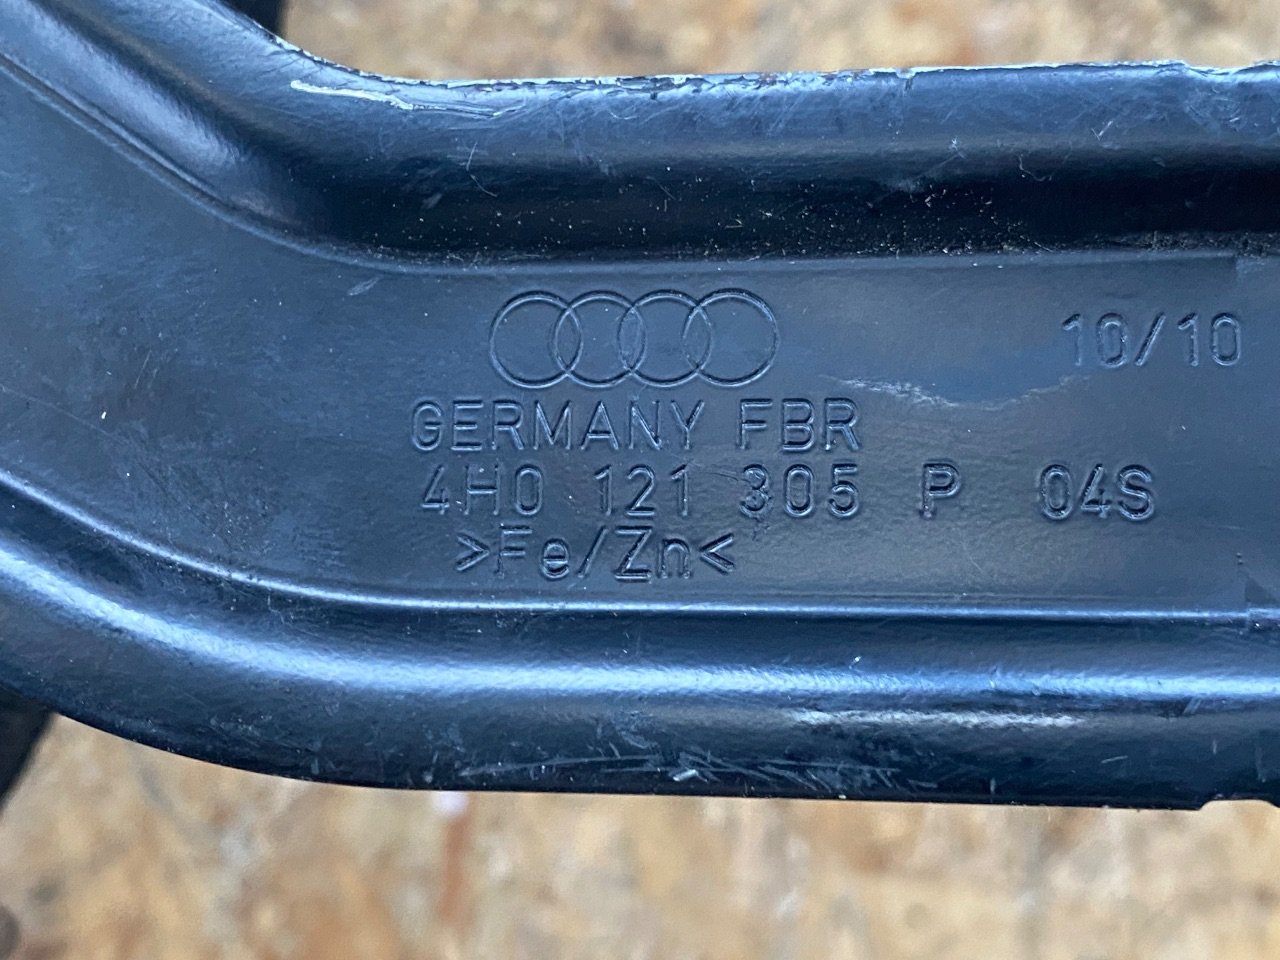 10/10
GERMANY FBR
4H0 121 305 P 04S
>Fe/Zn<